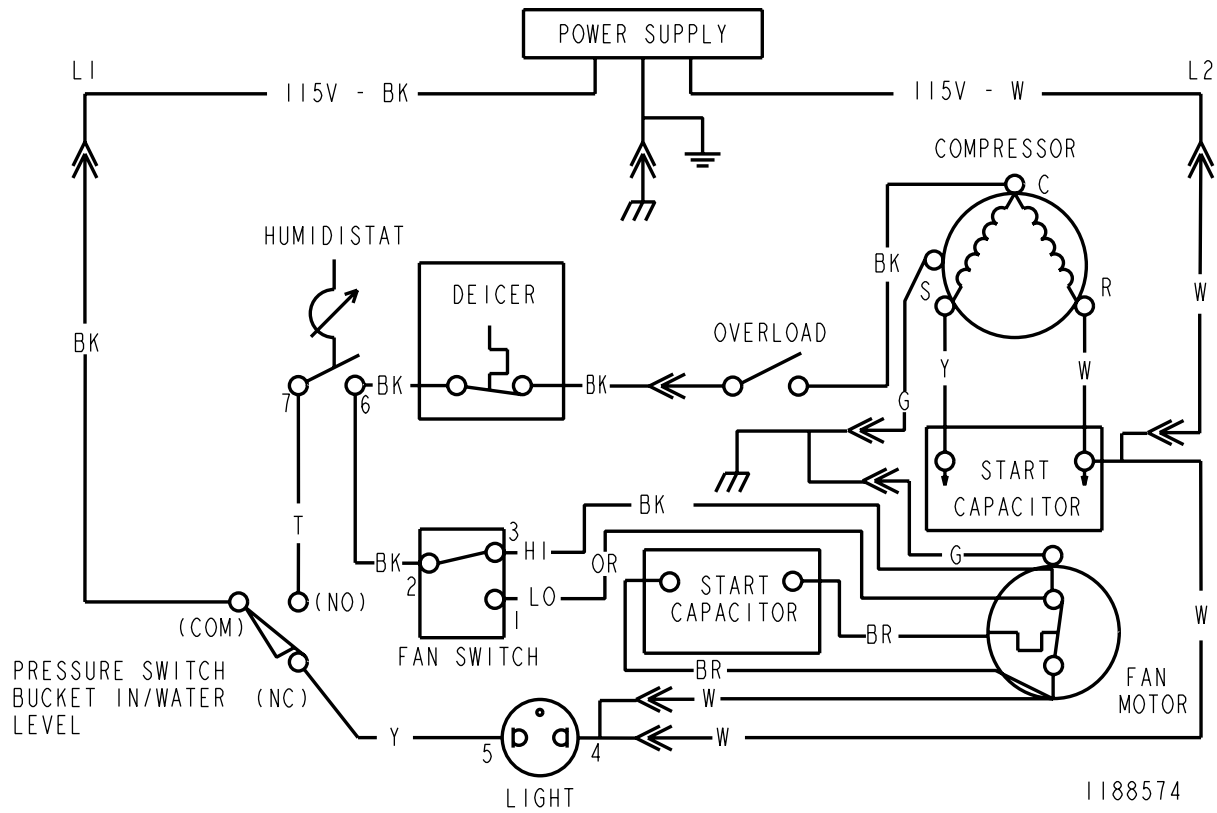 POWER SUPPLY
L1
L2
115V - BK
115V - W
COMPRESSOR
C
HUMIDISTAT
BK
S
R
DEICER
W
OVERLOAD
BK
Y
W
7
6
BK
BK
G
START
CAPACITOR
BK
T
3
HI
OR
G
BK
2
LO
1
START
CAPACITOR
(NO)
(COM)
W
BR
FAN SWITCH
PRESSURE SWITCH
BUCKET IN/WATER
LEVEL
(NC)
BR
FAN
MOTOR
W
Y
5
4
W
LIGHT
1188574